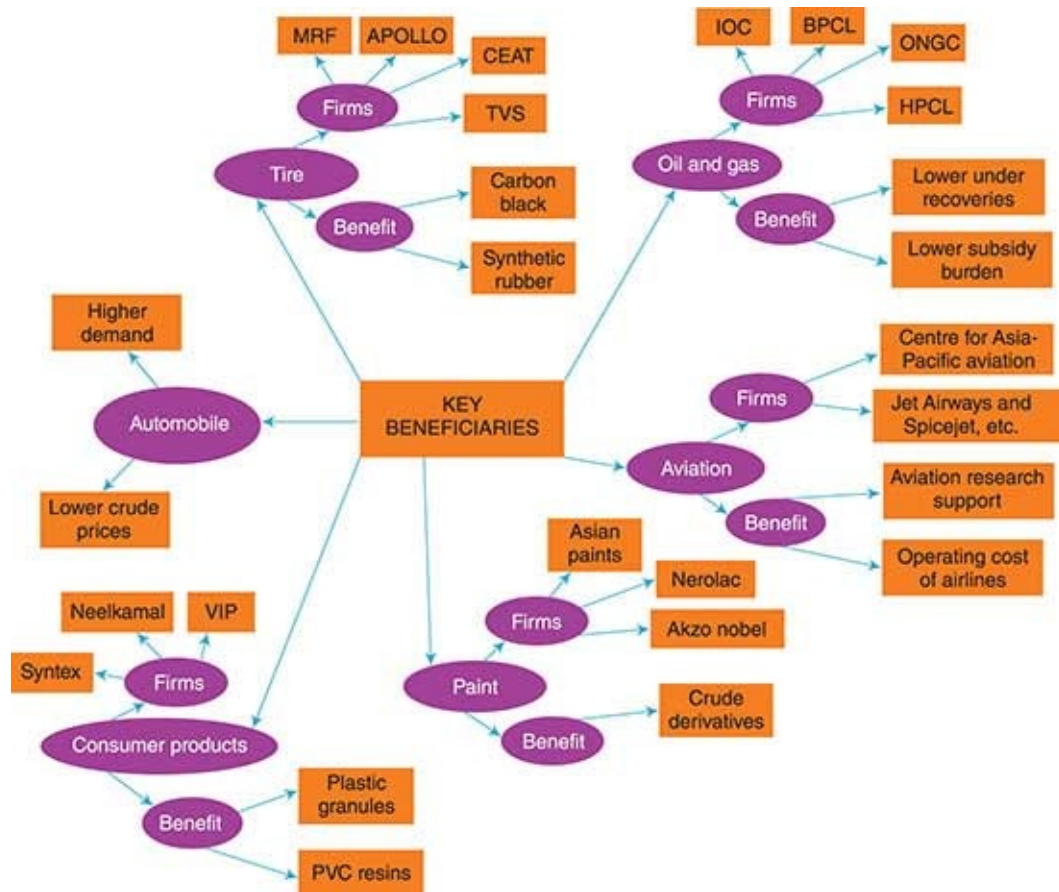 MRF
APOLLO
CEAT
Firms
TVS
Tire
Carbon
black
Benefit
Synthetic
rubber
IOC
BPCL
ONGC
Firms
HPCL
Oil and gas
Lower under
recoveries
Benefit
Lower subsidy
burden
Higher
demand
Automobile
Lower crude
prices
KEY
BENEFICIARIES
Centre for Asia-
Pacific aviation
Firms
Jet Airways and
Spicejet, etc.
Aviation
Aviation research
support
Benefit
Operating cost
of airlines
Asian
paints
Nerolac
Firms
Akzo nobel
Paint
Crude
derivatives
Benefit
Neelkamal
VIP
Syntex
Firms
Consumer products
Plastic
granules
Benefit
PVC resins